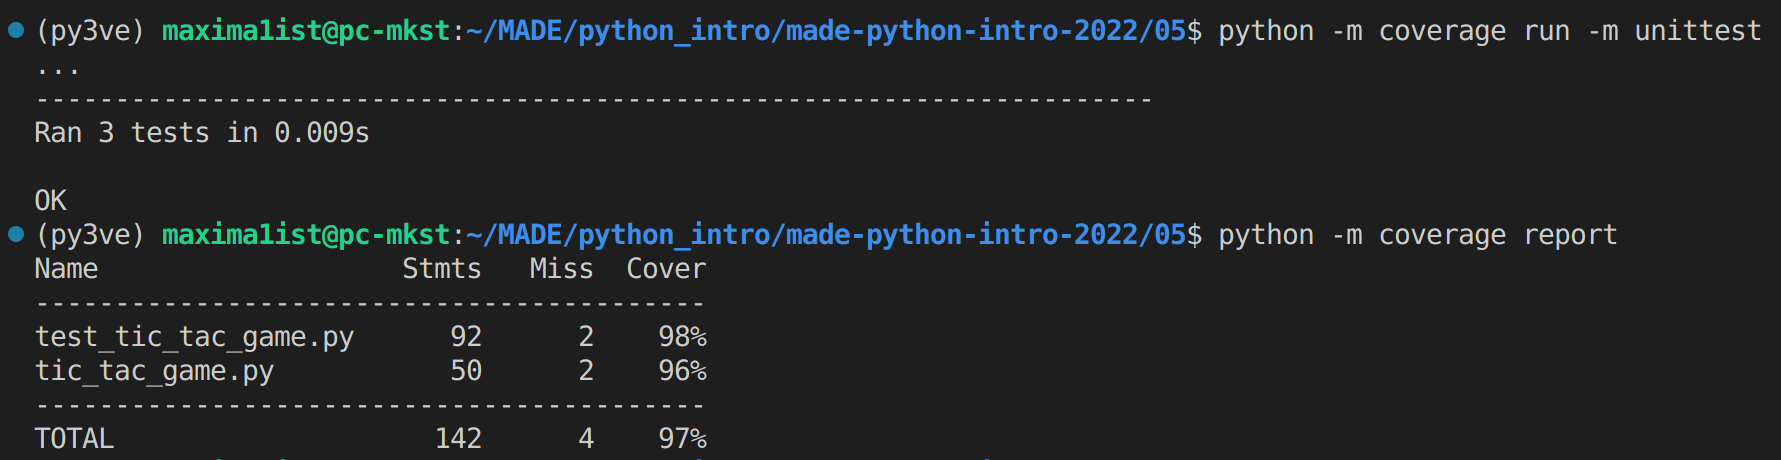 (py3ve) maxima1ist@pc-mkst:~/MADE/python_intro/made-python-intro-2022/05$ python -m coverage run -m unittest
...
----------------------------------------------------------------------
Ran 3 tests in 0.009s
OK
(py3ve) maxima1ist@pc-mkst:~/MADE/python_intro/made-python-intro-2022/05$ python -m coverage report
Name                   Stmts   Miss  Cover
------------------------------------------
test_tic_tac_game.py      92      2    98%
tic_tac_game.py           50      2    96%
------------------------------------------
TOTAL                    142      4    97%